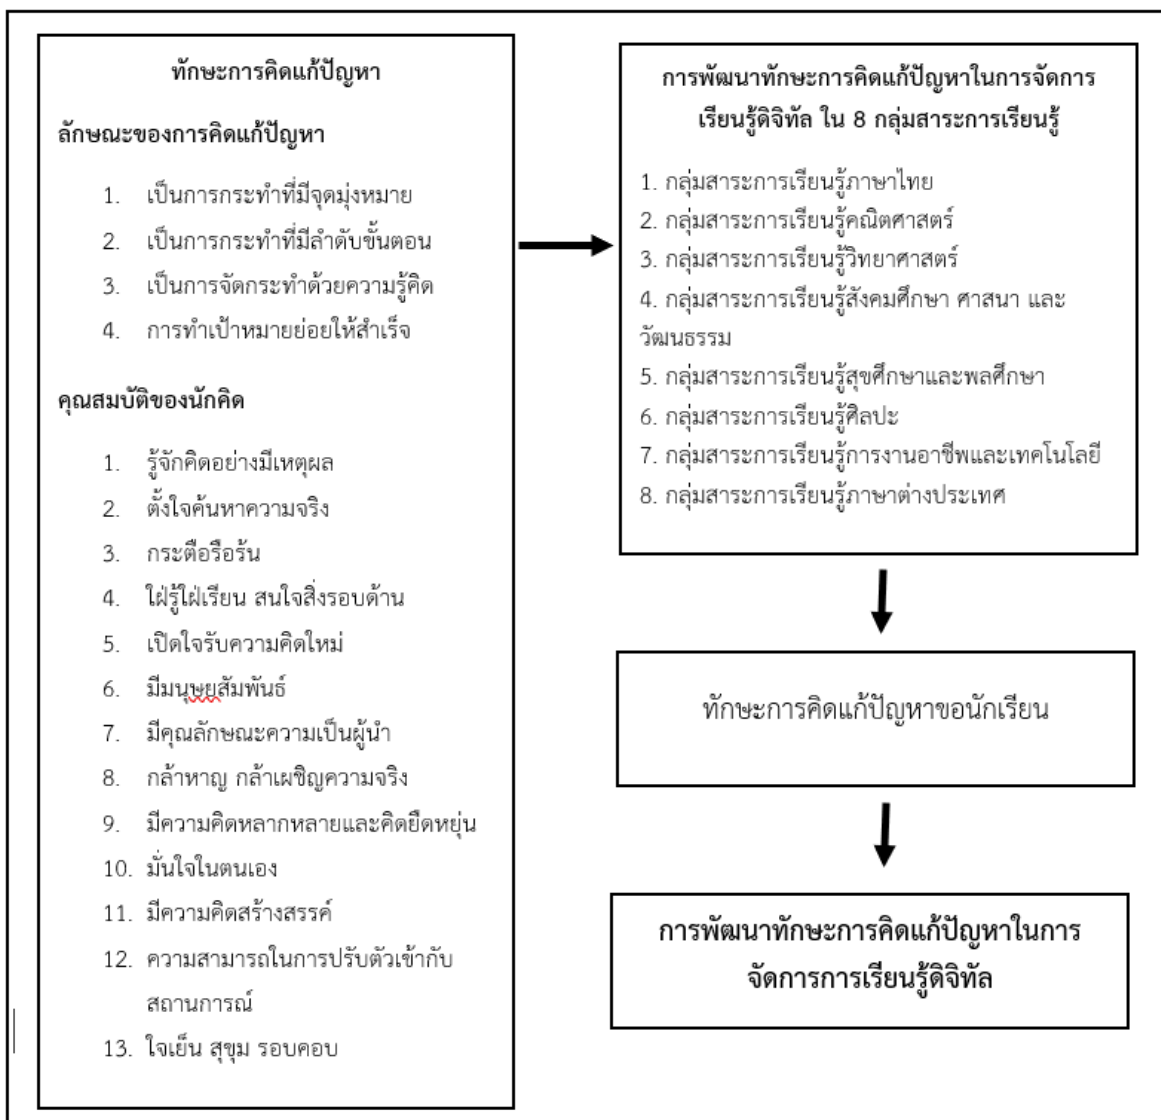 ทักษะการคิดแก้ปัญหา
ลักษณะของการคิดแก้ปัญหา
1. เป็นการกระทำที่มีจุดมุ่งหมาย
2. เป็นการกระทำที่มีลำดับขั้นตอน
3. เป็นการจัดกระทำด้วยความรู้คิด
4. การทำเป้าหมายย่อยให้สำเร็จ
คุณสมบัติของนักคิด
1. รู้จักคิดอย่างมีเหตุผล
2. ตั้งใจค้นหาความจริง
3. กระตือรือร้น
4. ใฝ่รู้ใฝ่เรียน สนใจสิ่งรอบด้าน
5. เปิดใจรับความคิดใหม่
6. มีมนุษยสัมพันธ์
7. มีคุณลักษณะความเป็นผู้นำ
8. กล้าหาญ กล้าเผชิญความจริง
9. มีความคิดหลากหลายและคิดยืดหยุ่น
10. มั่นใจในตนเอง
11. มีความคิดสร้างสรรค์
12. ความสามารถในการปรับตัวเข้ากับ
สถานการณ์
13. ใจเย็น สุขุม รอบคอบ
การพัฒนาทักษะการคิดแก้ปัญหาในการจัดการ
เรียนรู้ดิจิทัล ใน 8 กลุ่มสาระการเรียนรู้
1. กลุ่มสาระการเรียนรู้ภาษาไทย
2. กลุ่มสาระการเรียนรู้คณิตศาสตร์
3. กลุ่มสาระการเรียนรู้วิทยาศาสตร์
4. กลุ่มสาระการเรียนรู้สังคมศึกษา ศาสนา และ
วัฒนธรรม
5. กลุ่มสาระการเรียนรู้สุขศึกษาและพลศึกษา
6. กลุ่มสาระการเรียนรู้ศิลปะ
7. กลุ่มสาระการเรียนรู้การงานอาชีพและเทคโนโลยี
8. กลุ่มสาระการเรียนรู้ภาษาต่างประเทศ
ทักษะการคิดแก้ปัญหาขอนักเรียน
การพัฒนาทักษะการคิดแก้ปัญหาในการ
จัดการการเรียนรู้ดิจิทัล